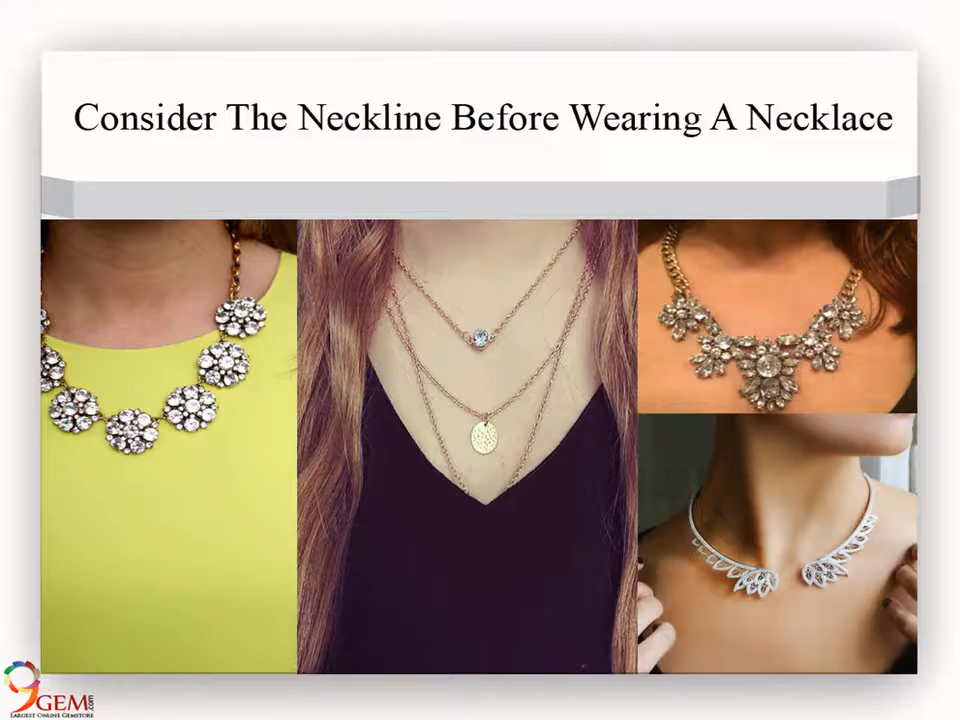 Consider The Neckline Before Wearing A Necklace
9GEM.com
LARGEST ONLINE GEMSTORE